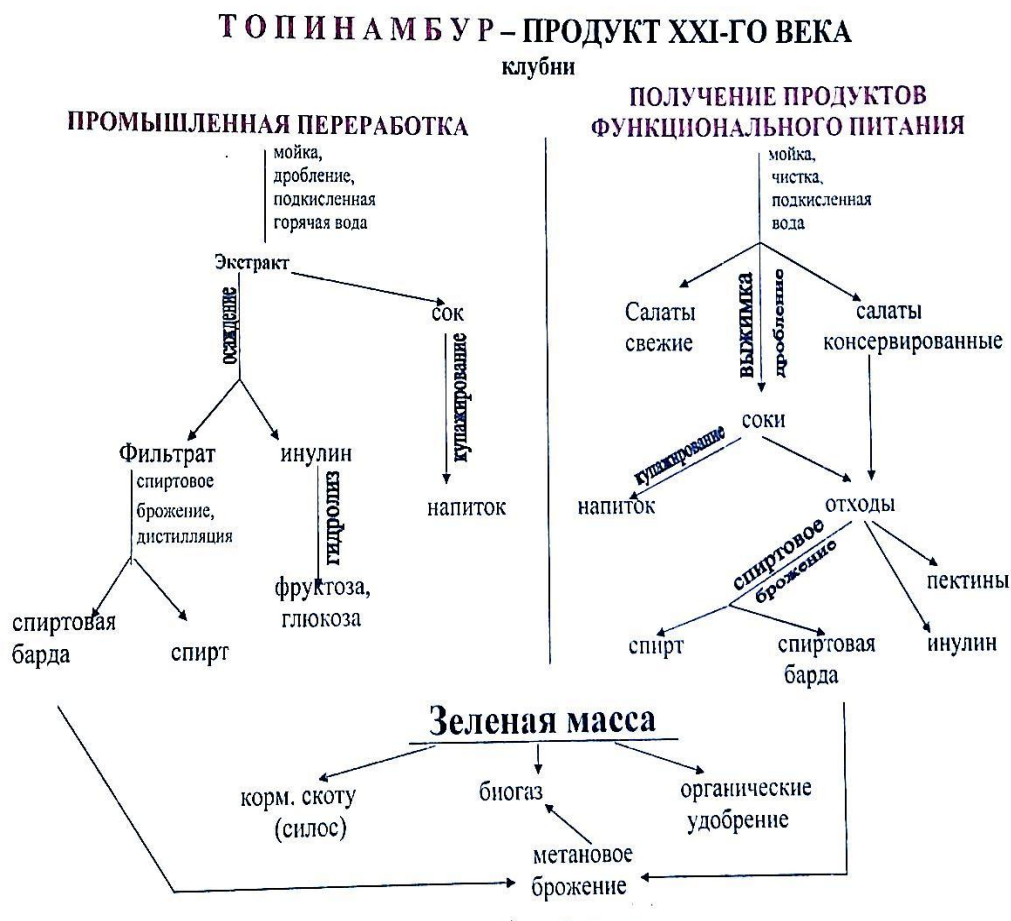 ТОПИНАМБУР – ПРОДУКТ XXI-ГО ВЕКА
клубни
ПРОМЫШЛЕННАЯ ПЕРЕРАБОТКА
мойка,
дробление,
подкисленная
горячая вода
Экстракт
осаждение
сок
купажирование
Фильтрат
инулин
напиток
спиртовое
брожение,
дистилляция
гидролиз
фруктоза,
глюкоза
спиртовая
барда
спирт
ПОЛУЧЕНИЕ ПРОДУКТОВ
ФУНКЦИОНАЛЬНОГО ПИТАНИЯ
мойка,
чистка,
подкисленная
вода
Салаты
свежие
выжимка
дробление
салаты
консервированные
соки
купажирование
напиток
отходы
спиртовое
брожение
пектины
спирт
спиртовая
барда
инулин
Зеленая масса
корм. скоту
(силос)
биогаз
органические
удобрение
метановое
брожение